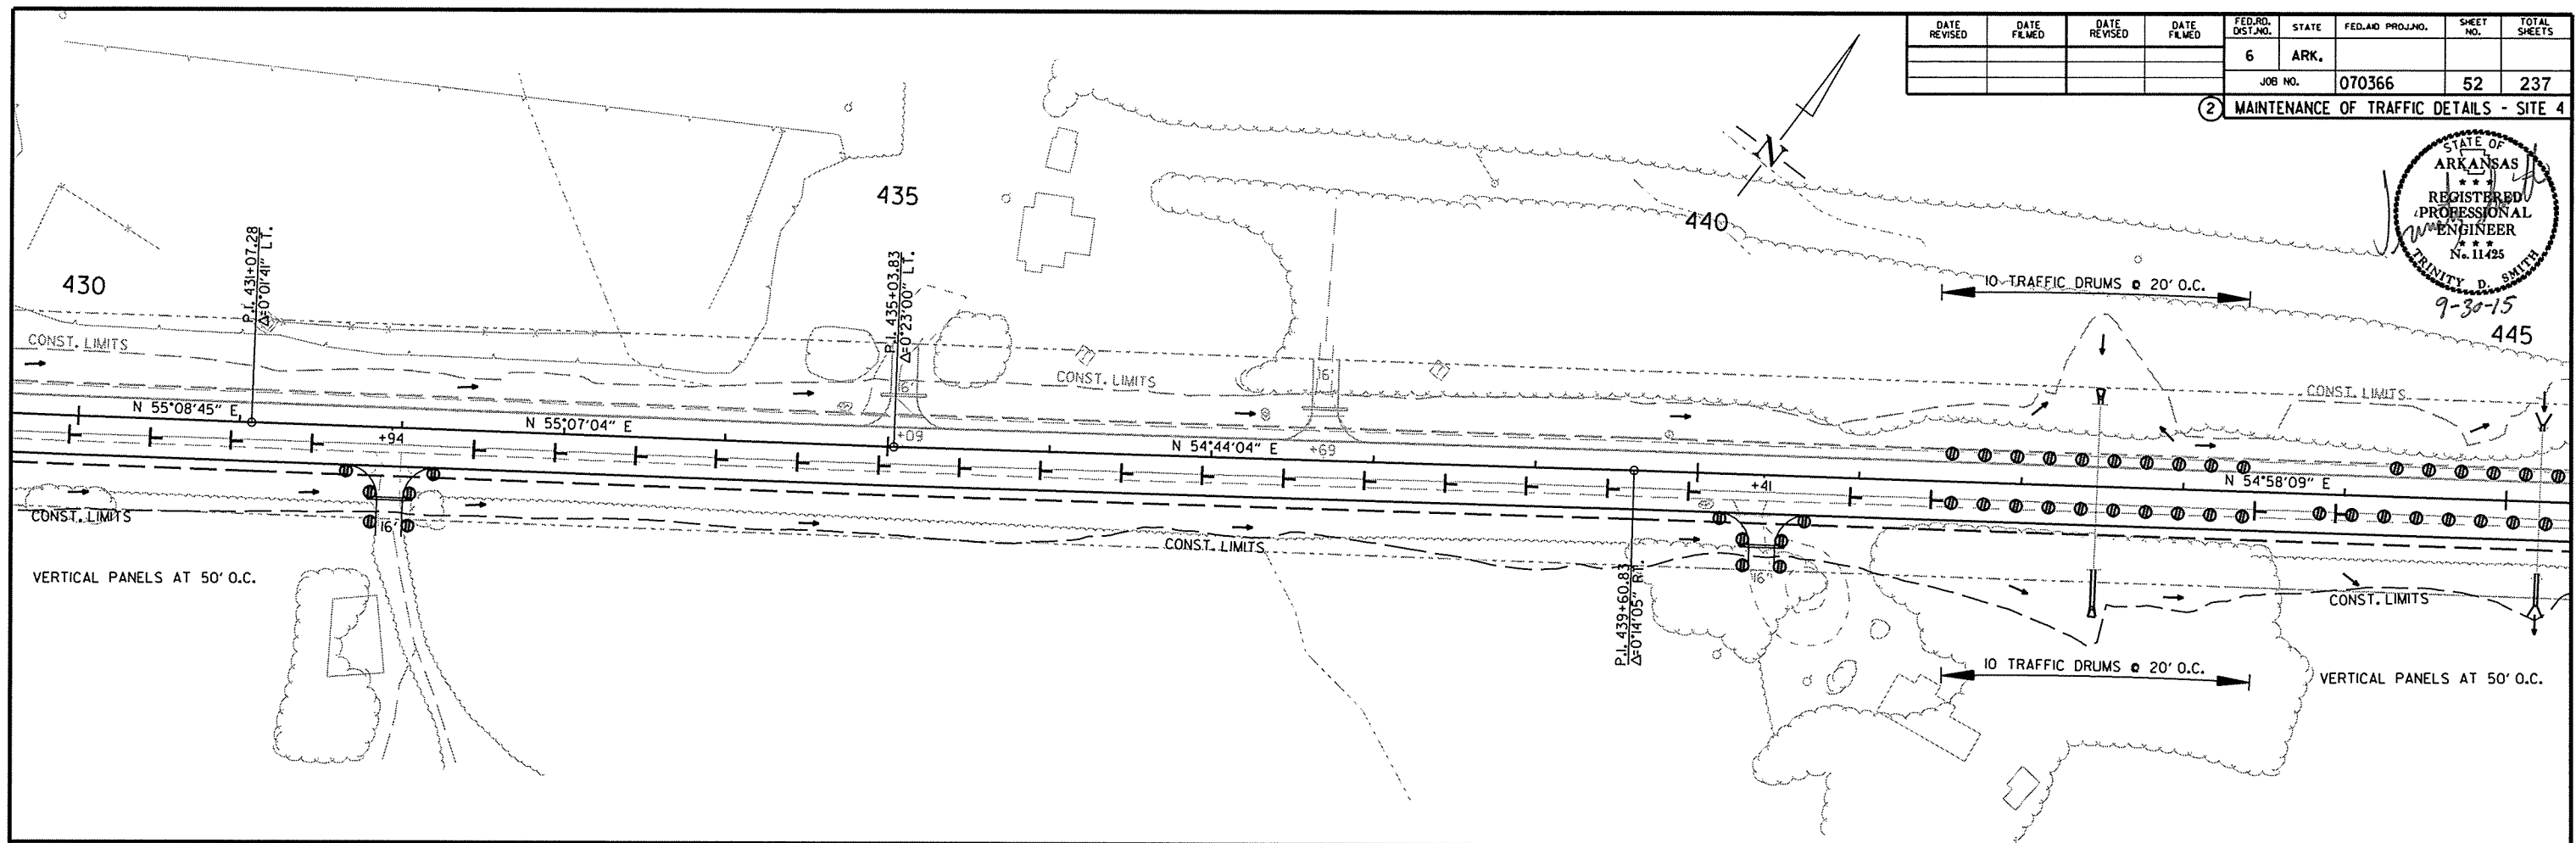 DATE REVISED
DATE FILMED
DATE REVISED
DATE FILMED
FED.RD. DIST.NO.
STATE
FED.AID PROJ.NO.
SHEET NO.
TOTAL SHEETS
6
ARK.
JOB NO.
070366
52
237
2
MAINTENANCE OF TRAFFIC DETAILS - SITE 4
STATE OF
ARKANSAS
★ ★ ★
REGISTERED
PROFESSIONAL
ENGINEER
★ ★ ★
No. 11425
TRINITY D. SMITH
9-30-15
N
430
435
440
445
P.I. 431+07.28
Δ=0°01'41" LT.
P.I. 435+03.83
Δ=0°23'00" LT.
P.I. 439+60.83
Δ=0°14'05" RT.
10 TRAFFIC DRUMS @ 20' O.C.
CONST. LIMITS
CONST. LIMITS
CONST. LIMITS
16'
16'
N 55°08'45" E
N 55°07'04" E
N 54°44'04" E
N 54°58'09" E
+94
+09
+69
+41
CONST. LIMITS
16'
CONST. LIMITS
16'
CONST. LIMITS
VERTICAL PANELS AT 50' O.C.
10 TRAFFIC DRUMS @ 20' O.C.
VERTICAL PANELS AT 50' O.C.